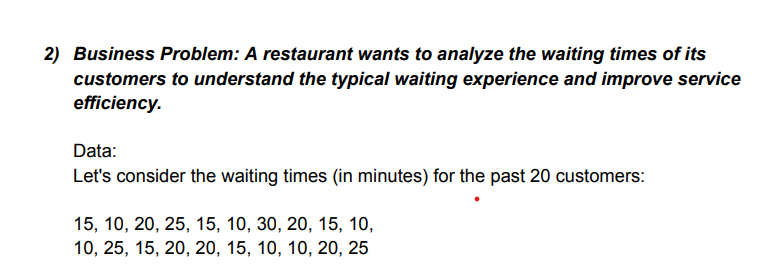 2) Business Problem: A restaurant wants to analyze the waiting times of its
customers to understand the typical waiting experience and improve service
efficiency.
Data:
Let's consider the waiting times (in minutes) for the past 20 customers:
15, 10, 20, 25, 15, 10, 30, 20, 15, 10,
10, 25, 15, 20, 20, 15, 10, 10, 20, 25